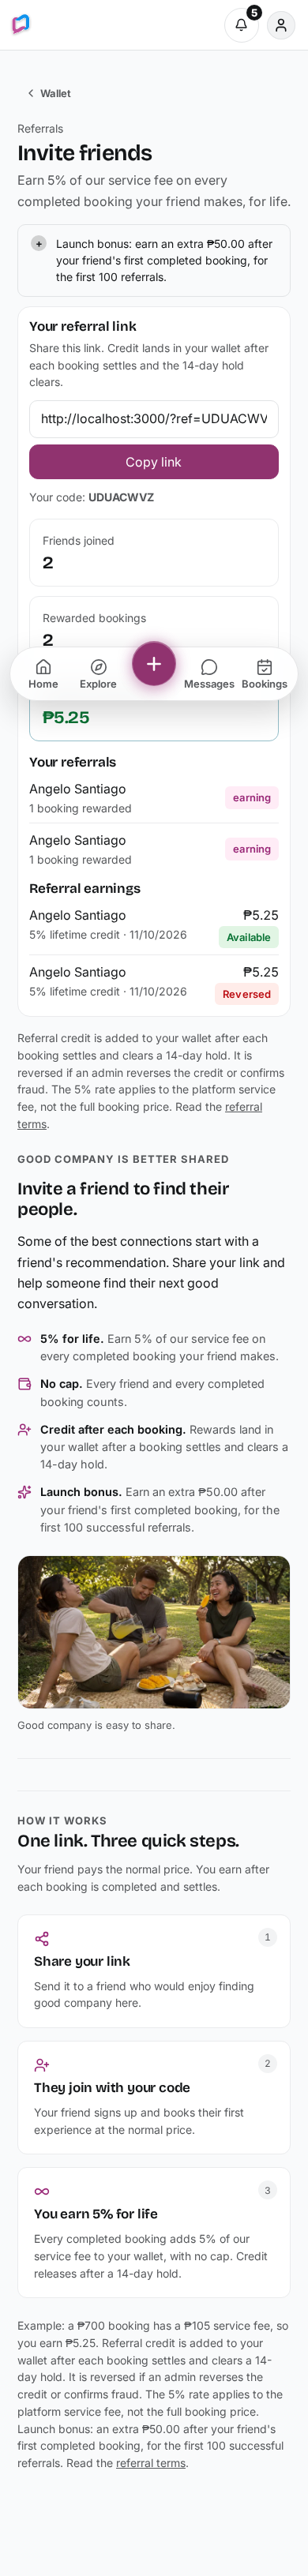 5
Wallet
Referrals
Invite friends
Earn 5% of our service fee on every
completed booking your friend makes, for life.
+ Launch bonus: earn an extra ₱50.00 after
your friend's first completed booking, for
the first 100 referrals.
Your referral link
Share this link. Credit lands in your wallet after
each booking settles and the 14-day hold
clears.
http://localhost:3000/?ref=UDUACWV
Copy link
Your code: UDUACWVZ
Friends joined
2
Rewarded bookings
2
Home
Explore
Messages
Bookings
₱5.25
Your referrals
Angelo Santiago
1 booking rewarded
earning
Angelo Santiago
1 booking rewarded
earning
Referral earnings
Angelo Santiago
₱5.25
5% lifetime credit · 11/10/2026
Available
Angelo Santiago
₱5.25
5% lifetime credit · 11/10/2026
Reversed
Referral credit is added to your wallet after each
booking settles and clears a 14-day hold. It is
reversed if an admin reverses the credit or confirms
fraud. The 5% rate applies to the platform service
fee, not the full booking price. Read the referral
terms.
GOOD COMPANY IS BETTER SHARED
Invite a friend to find their
people.
Some of the best connections start with a
friend's recommendation. Share your link and
help someone find their next good
conversation.
5% for life. Earn 5% of our service fee on
every completed booking your friend makes.
No cap. Every friend and every completed
booking counts.
Credit after each booking. Rewards land in
your wallet after a booking settles and clears a
14-day hold.
Launch bonus. Earn an extra ₱50.00 after
your friend's first completed booking, for the
first 100 successful referrals.
Good company is easy to share.
HOW IT WORKS
One link. Three quick steps.
Your friend pays the normal price. You earn after
each booking is completed and settles.
1
Share your link
Send it to a friend who would enjoy finding
good company here.
2
They join with your code
Your friend signs up and books their first
experience at the normal price.
3
You earn 5% for life
Every completed booking adds 5% of our
service fee to your wallet, with no cap. Credit
releases after a 14-day hold.
Example: a ₱700 booking has a ₱105 service fee, so
you earn ₱5.25. Referral credit is added to your
wallet after each booking settles and clears a 14-
day hold. It is reversed if an admin reverses the
credit or confirms fraud. The 5% rate applies to the
platform service fee, not the full booking price.
Launch bonus: an extra ₱50.00 after your friend's
first completed booking, for the first 100 successful
referrals. Read the referral terms.